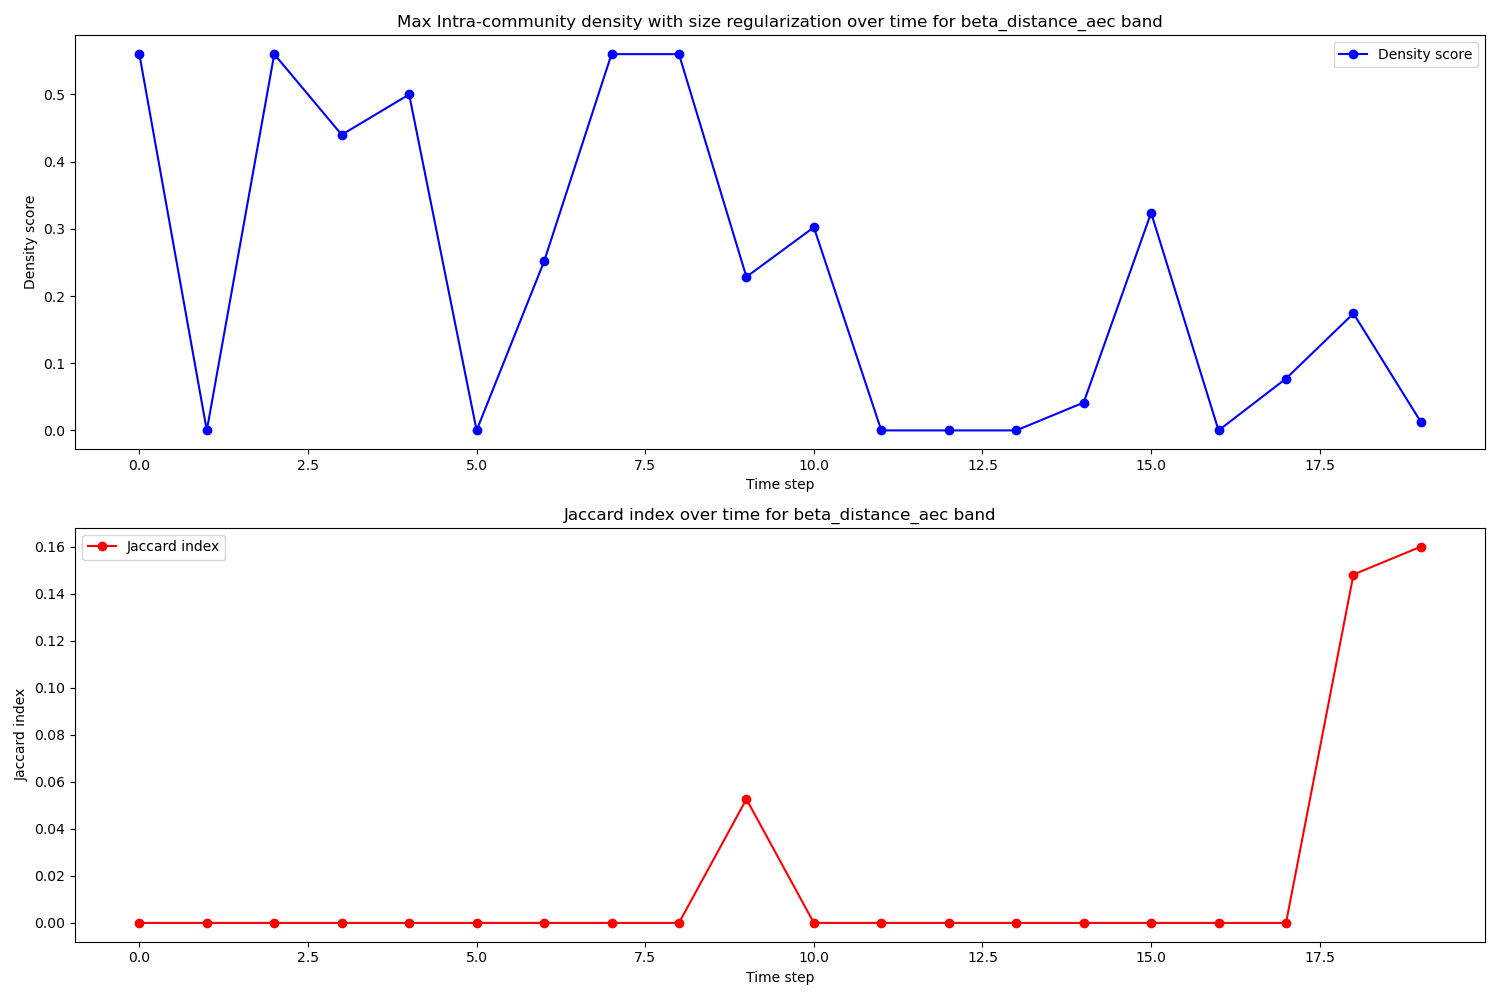 Max Intra-community density with size regularization over time for beta_distance_aec band
Density score
0.5
0.4
0.3
0.2
0.1
0.0
Density score
0.0 2.5 5.0 7.5 10.0 12.5 15.0 17.5
Time step
Jaccard index over time for beta_distance_aec band
Jaccard index
0.16
0.14
0.12
0.10
0.08
0.06
0.04
0.02
0.00
Jaccard index
0.0 2.5 5.0 7.5 10.0 12.5 15.0 17.5
Time step